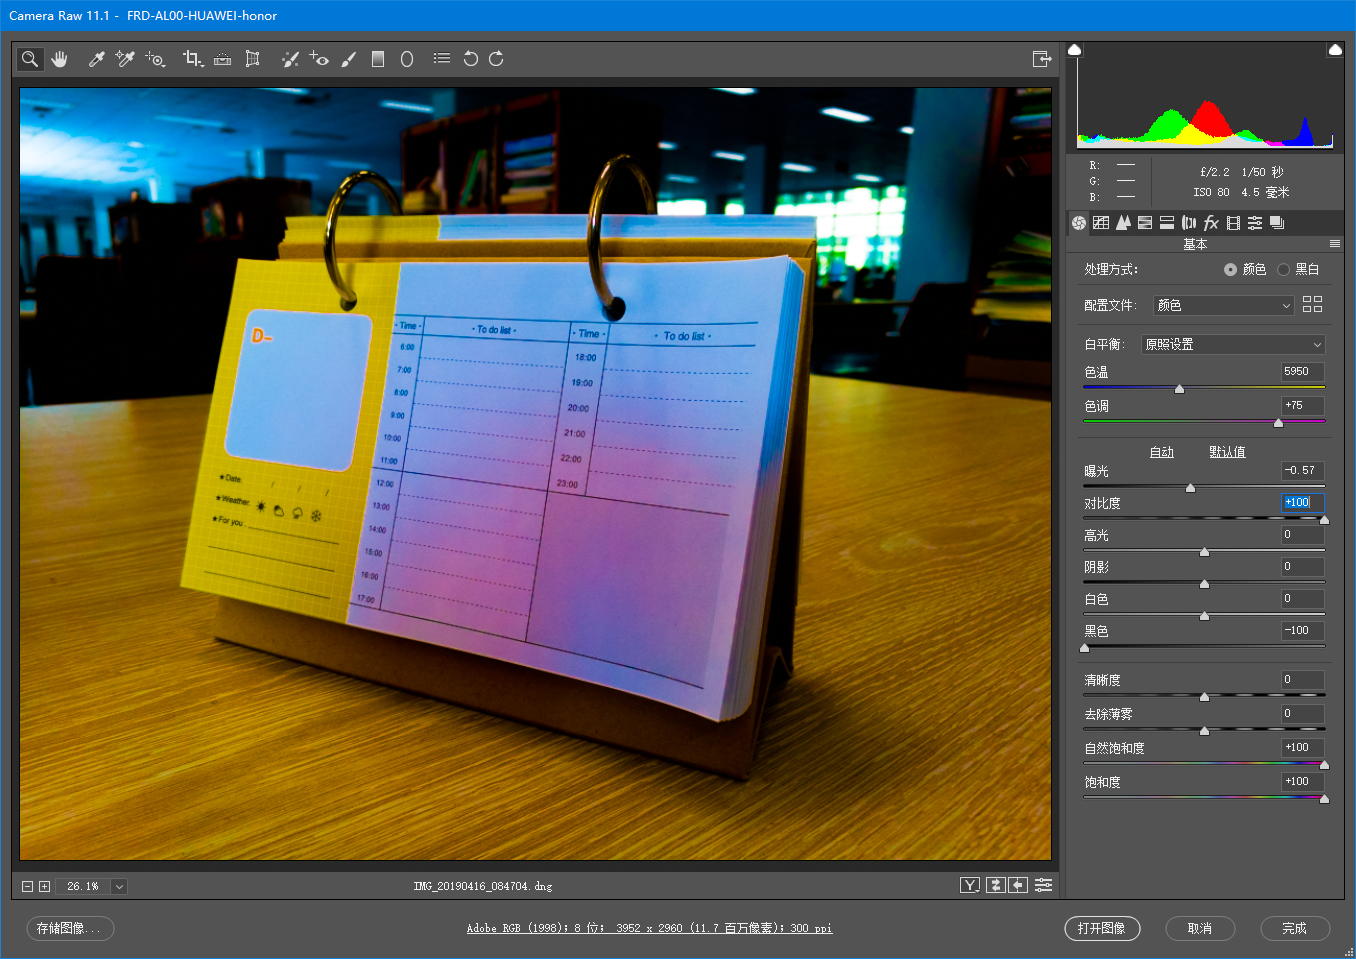 Camera Raw 11.1 - FRD-AL00-HUAWEI-honor
R:
G:
B:
f/2.2 1/50 秒
ISO 80 4.5 毫米
fx
基本
处理方式: 颜色 黑白
配置文件: 颜色
白平衡: 原照设置
色温 5950
色调 +75
自动 默认值
曝光 -0.57
对比度 +100
高光 0
阴影 0
白色 0
黑色 -100
清晰度 0
去除薄雾 0
自然饱和度 +100
饱和度 +100
D-
Time · To do list · Time · To do list ·
6:00
7:00
8:00
9:00
10:00
11:00
12:00
13:00
14:00
15:00
16:00
17:00
18:00
19:00
20:00
21:00
22:00
23:00
★Date: / / /
★Weather:
★For you:
26.1%
IMG_20190416_084704.dng
Y
存储图像...
Adobe RGB (1998); 8 位; 3952 x 2960 (11.7 百万像素); 300 ppi
打开图像 取消 完成